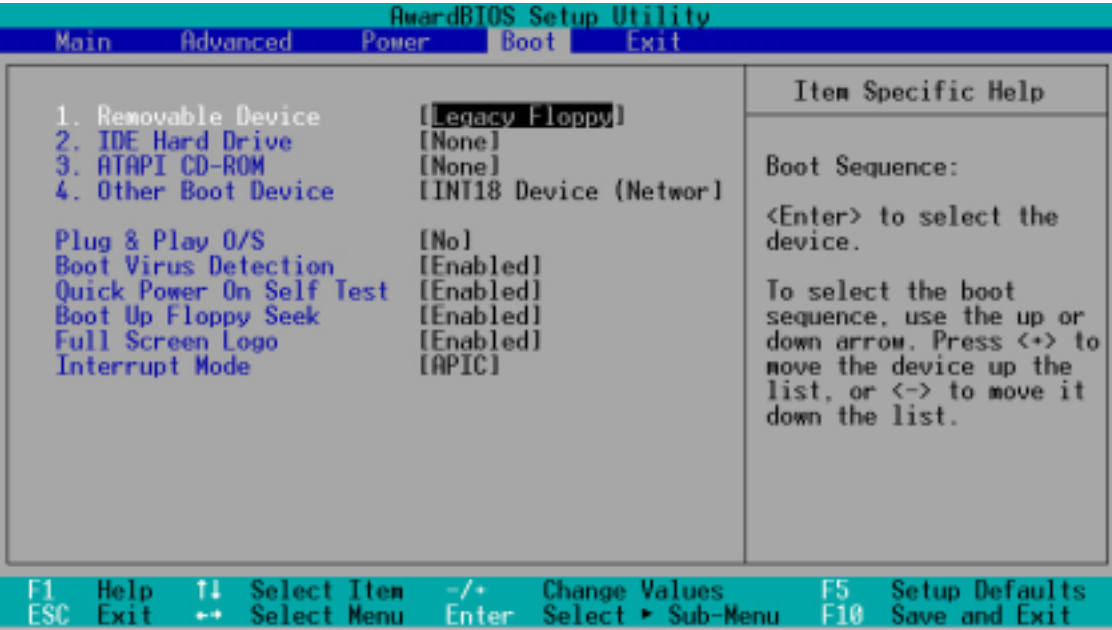 AwardBIOS Setup Utility
Main Advanced Power Boot Exit
1. Removable Device [Legacy Floppy]
2. IDE Hard Drive [None]
3. ATAPI CD-ROM [None]
4. Other Boot Device [INT18 Device (Networ]
Plug & Play O/S [No]
Boot Virus Detection [Enabled]
Quick Power On Self Test [Enabled]
Boot Up Floppy Seek [Enabled]
Full Screen Logo [Enabled]
Interrupt Mode [APIC]
Item Specific Help
Boot Sequence:
<Enter> to select the
device.
To select the boot
sequence, use the up or
down arrow. Press <+> to
move the device up the
list, or <-> to move it
down the list.
F1 Help ↑↓ Select Item -/+ Change Values F5 Setup Defaults
ESC Exit ←→ Select Menu Enter Select ► Sub-Menu F10 Save and Exit